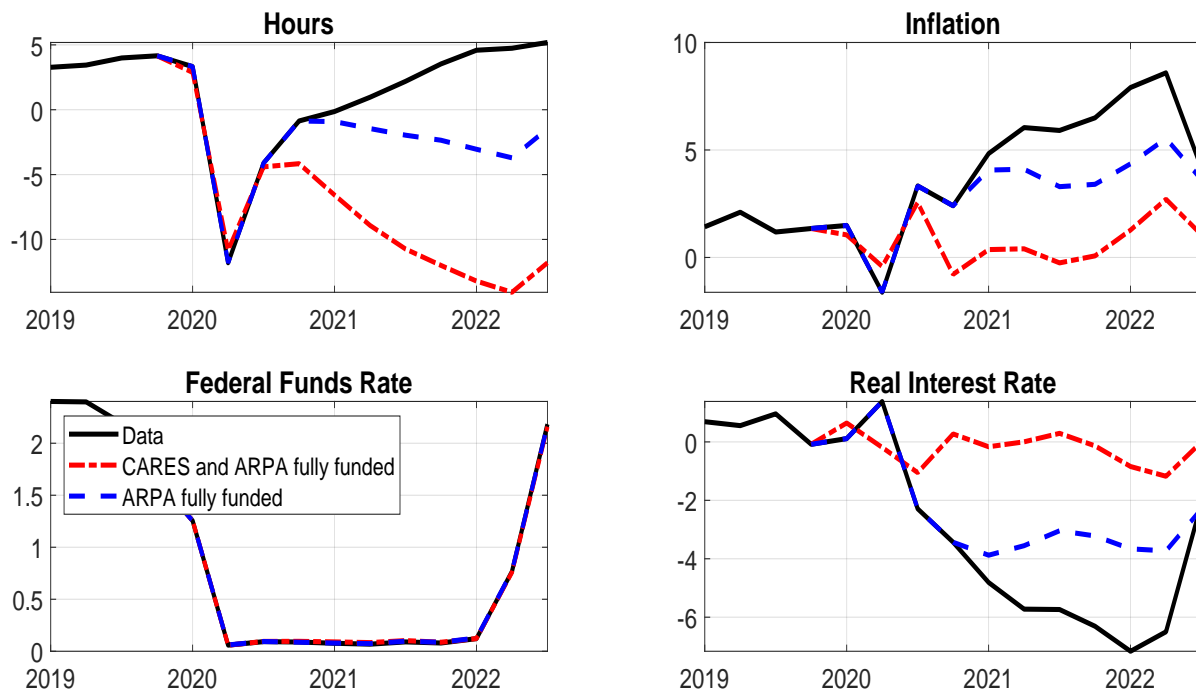 Hours
5
0
-5
-10
2019 2020 2021 2022
Inflation
10
5
0
2019 2020 2021 2022
Federal Funds Rate
2
1.5
1
0.5
0
2019 2020 2021 2022
Data
CARES and ARPA fully funded
ARPA fully funded
Real Interest Rate
0
-2
-4
-6
2019 2020 2021 2022